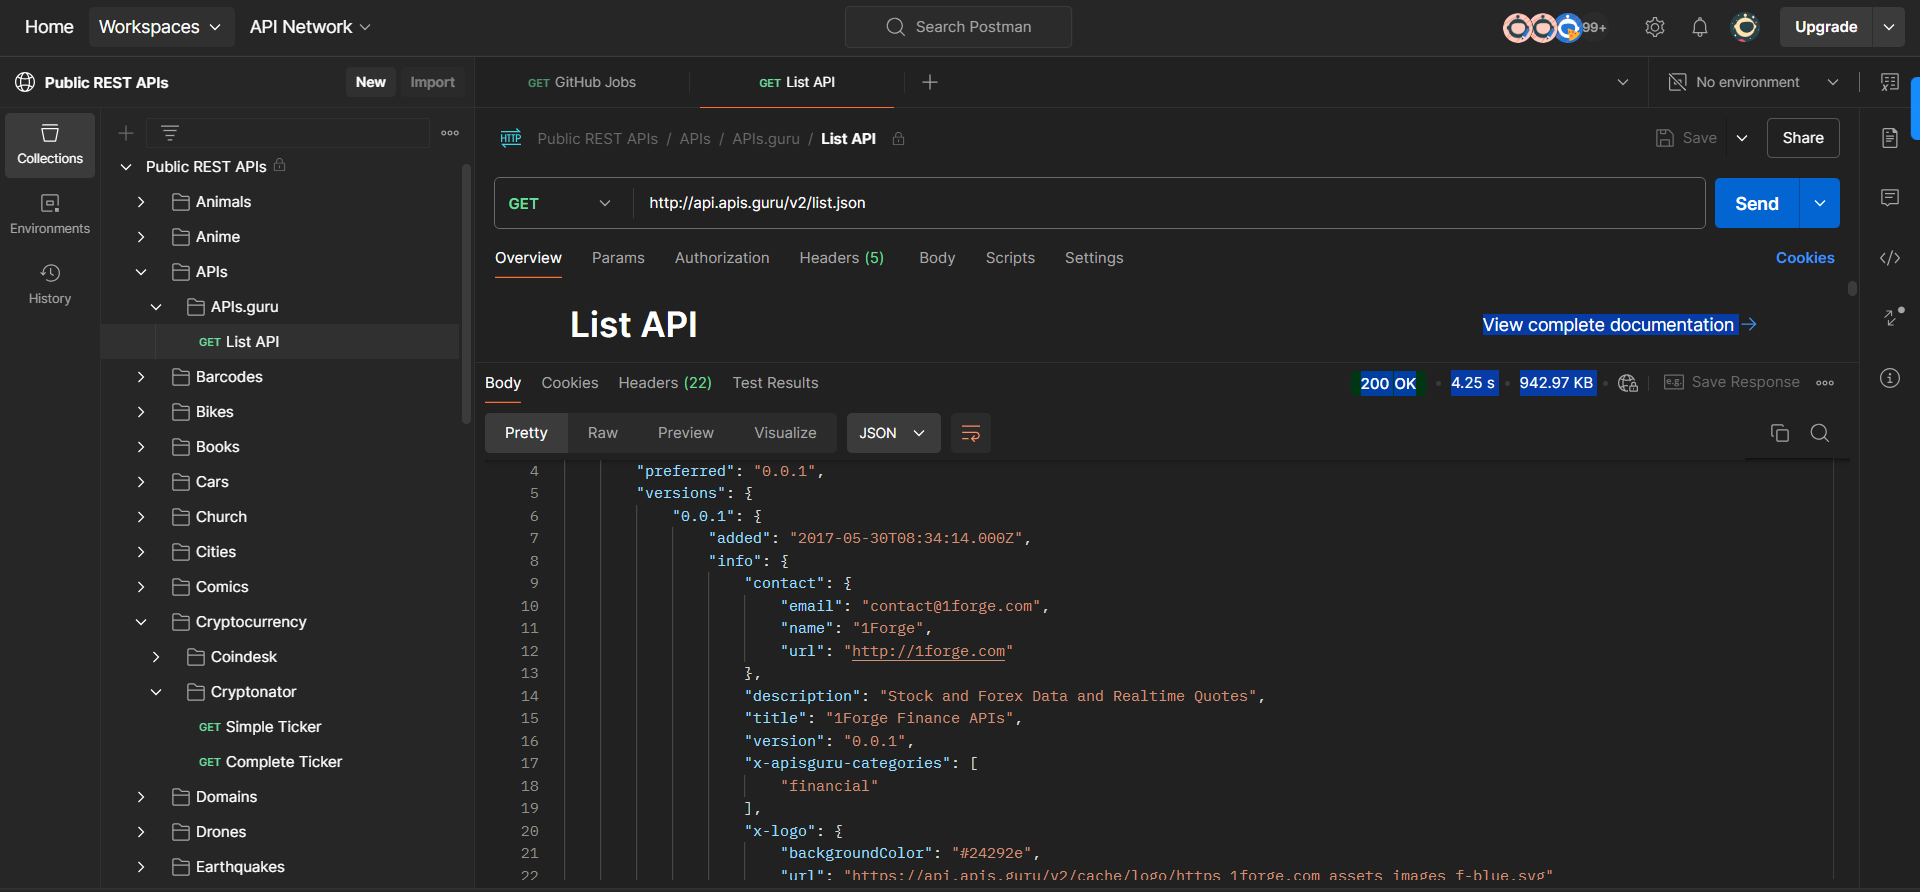 Home Workspaces API Network Search Postman 99+ Upgrade
Public REST APIs New Import GET GitHub Jobs GET List API No environment
Collections
Environments
History
Public REST APIs
Animals
Anime
APIs
APIs.guru
GET List API
Barcodes
Bikes
Books
Cars
Church
Cities
Comics
Cryptocurrency
Coindesk
Cryptonator
GET Simple Ticker
GET Complete Ticker
Domains
Drones
Earthquakes
HTTP Public REST APIs / APIs / APIs.guru / List API Save Share
GET http://api.apis.guru/v2/list.json Send
Overview Params Authorization Headers (5) Body Scripts Settings Cookies
List API View complete documentation
Body Cookies Headers (22) Test Results 200 OK 4.25 s 942.97 KB e.g. Save Response
Pretty Raw Preview Visualize JSON
4 "preferred": "0.0.1",
5 "versions": {
6 "0.0.1": {
7 "added": "2017-05-30T08:34:14.000Z",
8 "info": {
9 "contact": {
10 "email": "contact@1forge.com",
11 "name": "1Forge",
12 "url": "http://1forge.com"
13 },
14 "description": "Stock and Forex Data and Realtime Quotes",
15 "title": "1Forge Finance APIs",
16 "version": "0.0.1",
17 "x-apisguru-categories": [
18 "financial"
19 ],
20 "x-logo": {
21 "backgroundColor": "#24292e",
22 "url": "https://api.apis.guru/v2/cache/logo/https_1forge.com_assets_images_f-blue.svg"